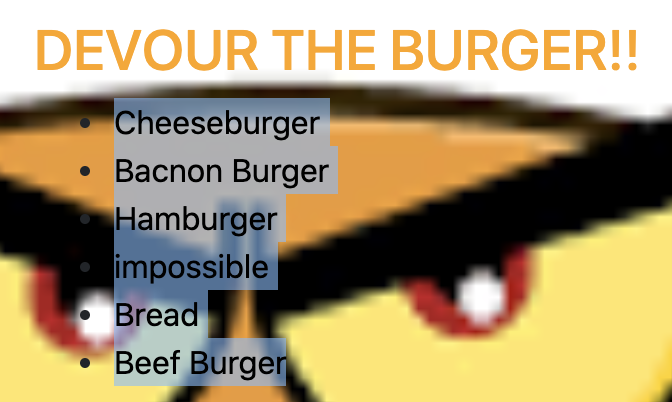 DEVOUR THE BURGER!!
Cheeseburger
Bacnon Burger
Hamburger
impossible
Bread
Beef Burger